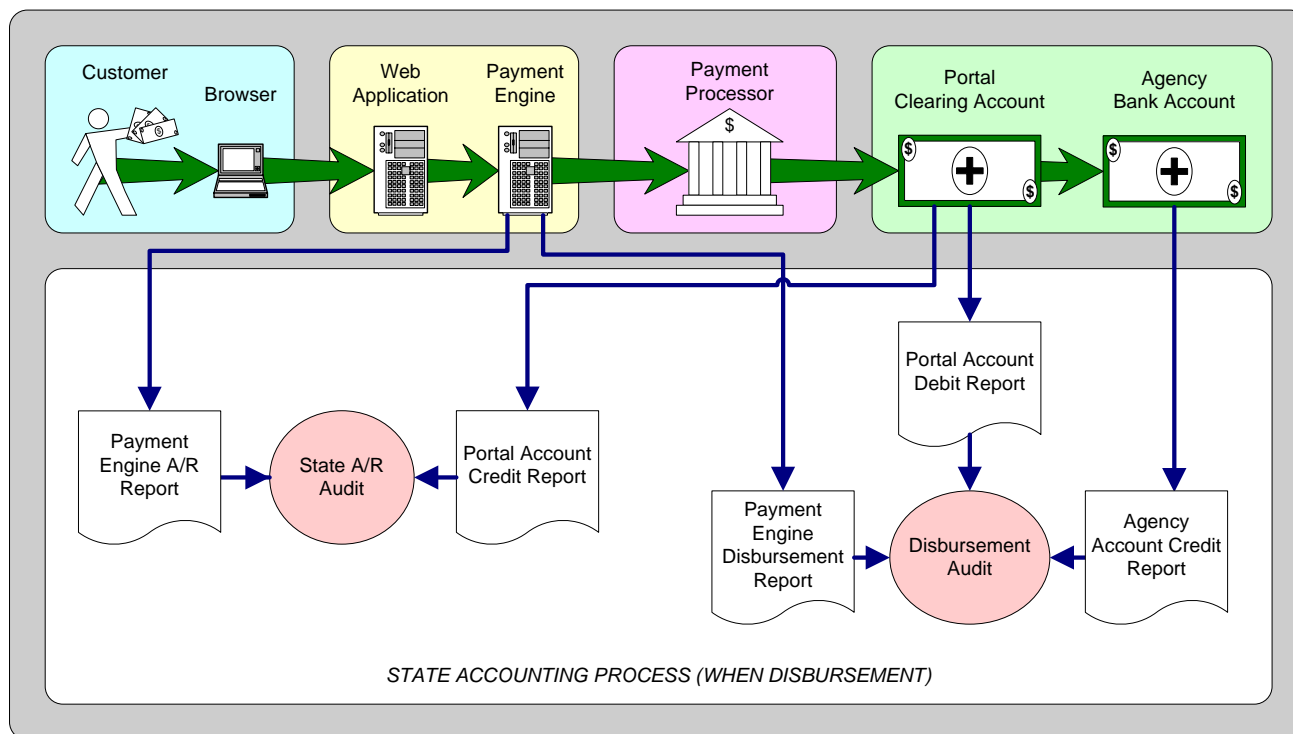 Customer
Browser
Web
Application
Payment
Engine
Payment
Processor
$
Portal
Clearing Account
$
$
Agency
Bank Account
$
$
Payment
Engine A/R
Report
State A/R
Audit
Portal Account
Credit Report
Payment
Engine
Disbursement
Report
Portal Account
Debit Report
Disbursement
Audit
Agency
Account Credit
Report
STATE ACCOUNTING PROCESS (WHEN DISBURSEMENT)